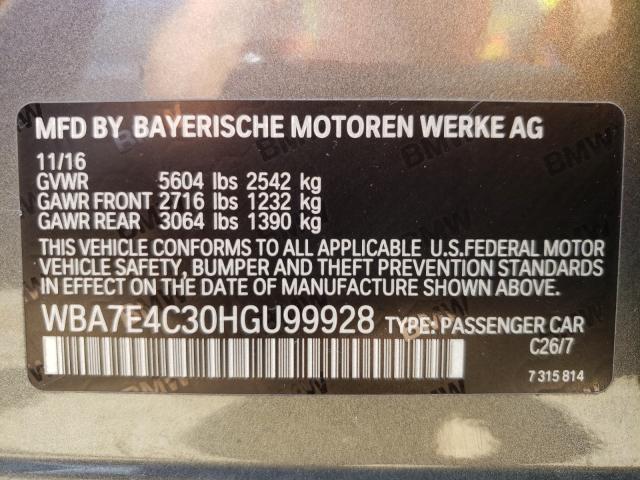 MFD BY BAYERISCHE MOTOREN WERKE AG
11/16
GVWR 5604 lbs 2542 kg
GAWR FRONT 2716 lbs 1232 kg
GAWR REAR 3064 lbs 1390 kg
THIS VEHICLE CONFORMS TO ALL APPLICABLE U.S.FEDERAL MOTOR
VEHICLE SAFETY, BUMPER AND THEFT PREVENTION STANDARDS
IN EFFECT ON THE DATE OF MANUFACTURE SHOWN ABOVE.
WBA7E4C30HGU99928 TYPE: PASSENGER CAR
C26/7
7 315 814